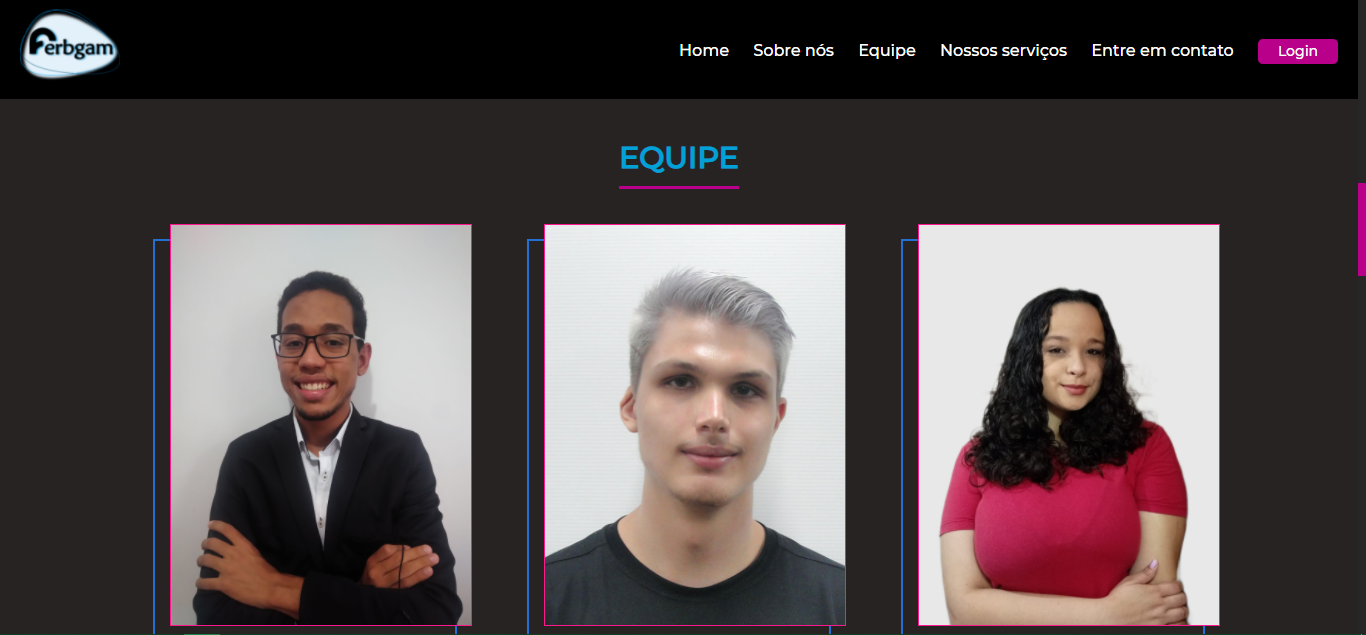 Ferbgam
Home Sobre nós Equipe Nossos serviços Entre em contato Login
EQUIPE